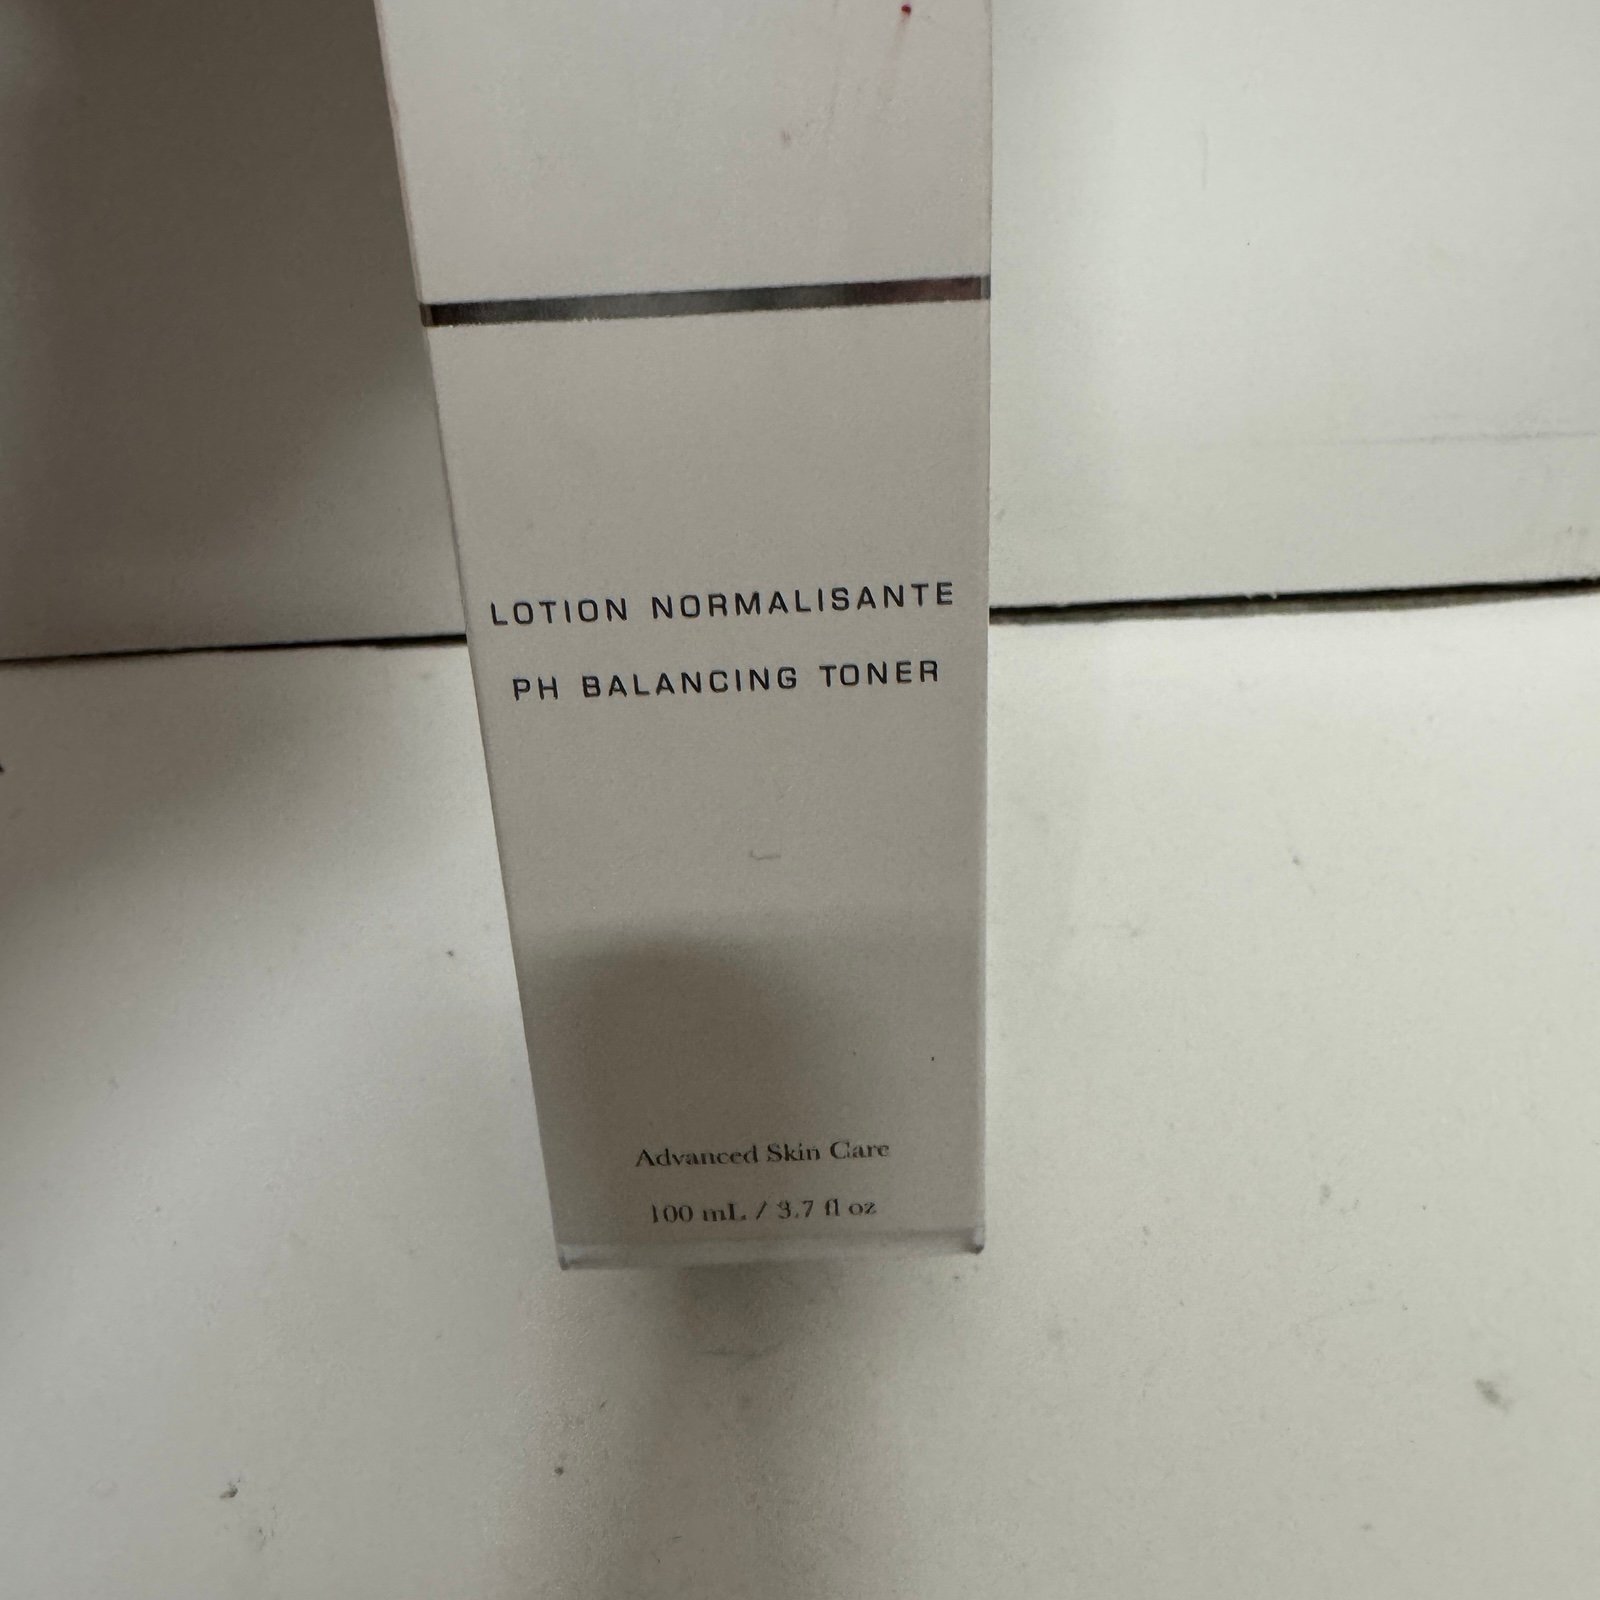 LOTION NORMALISANTE
PH BALANCING TONER
Advanced Skin Care
100 mL / 3.7 fl oz